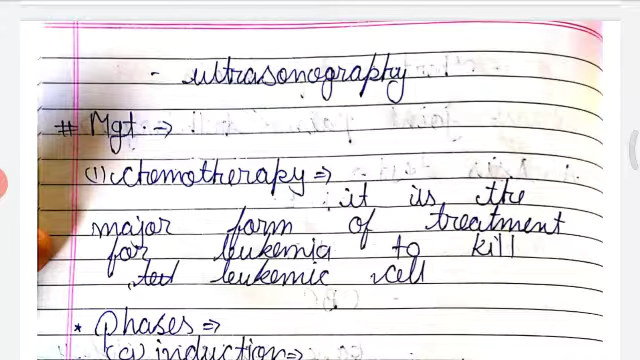 - ultrasonography
# Mgt. ⇒
(1) Chemotherapy ⇒
it is the
major form of treatment
for leukemia to kill
leukemic cell
* Phases ⇒
(a) induction ⇒